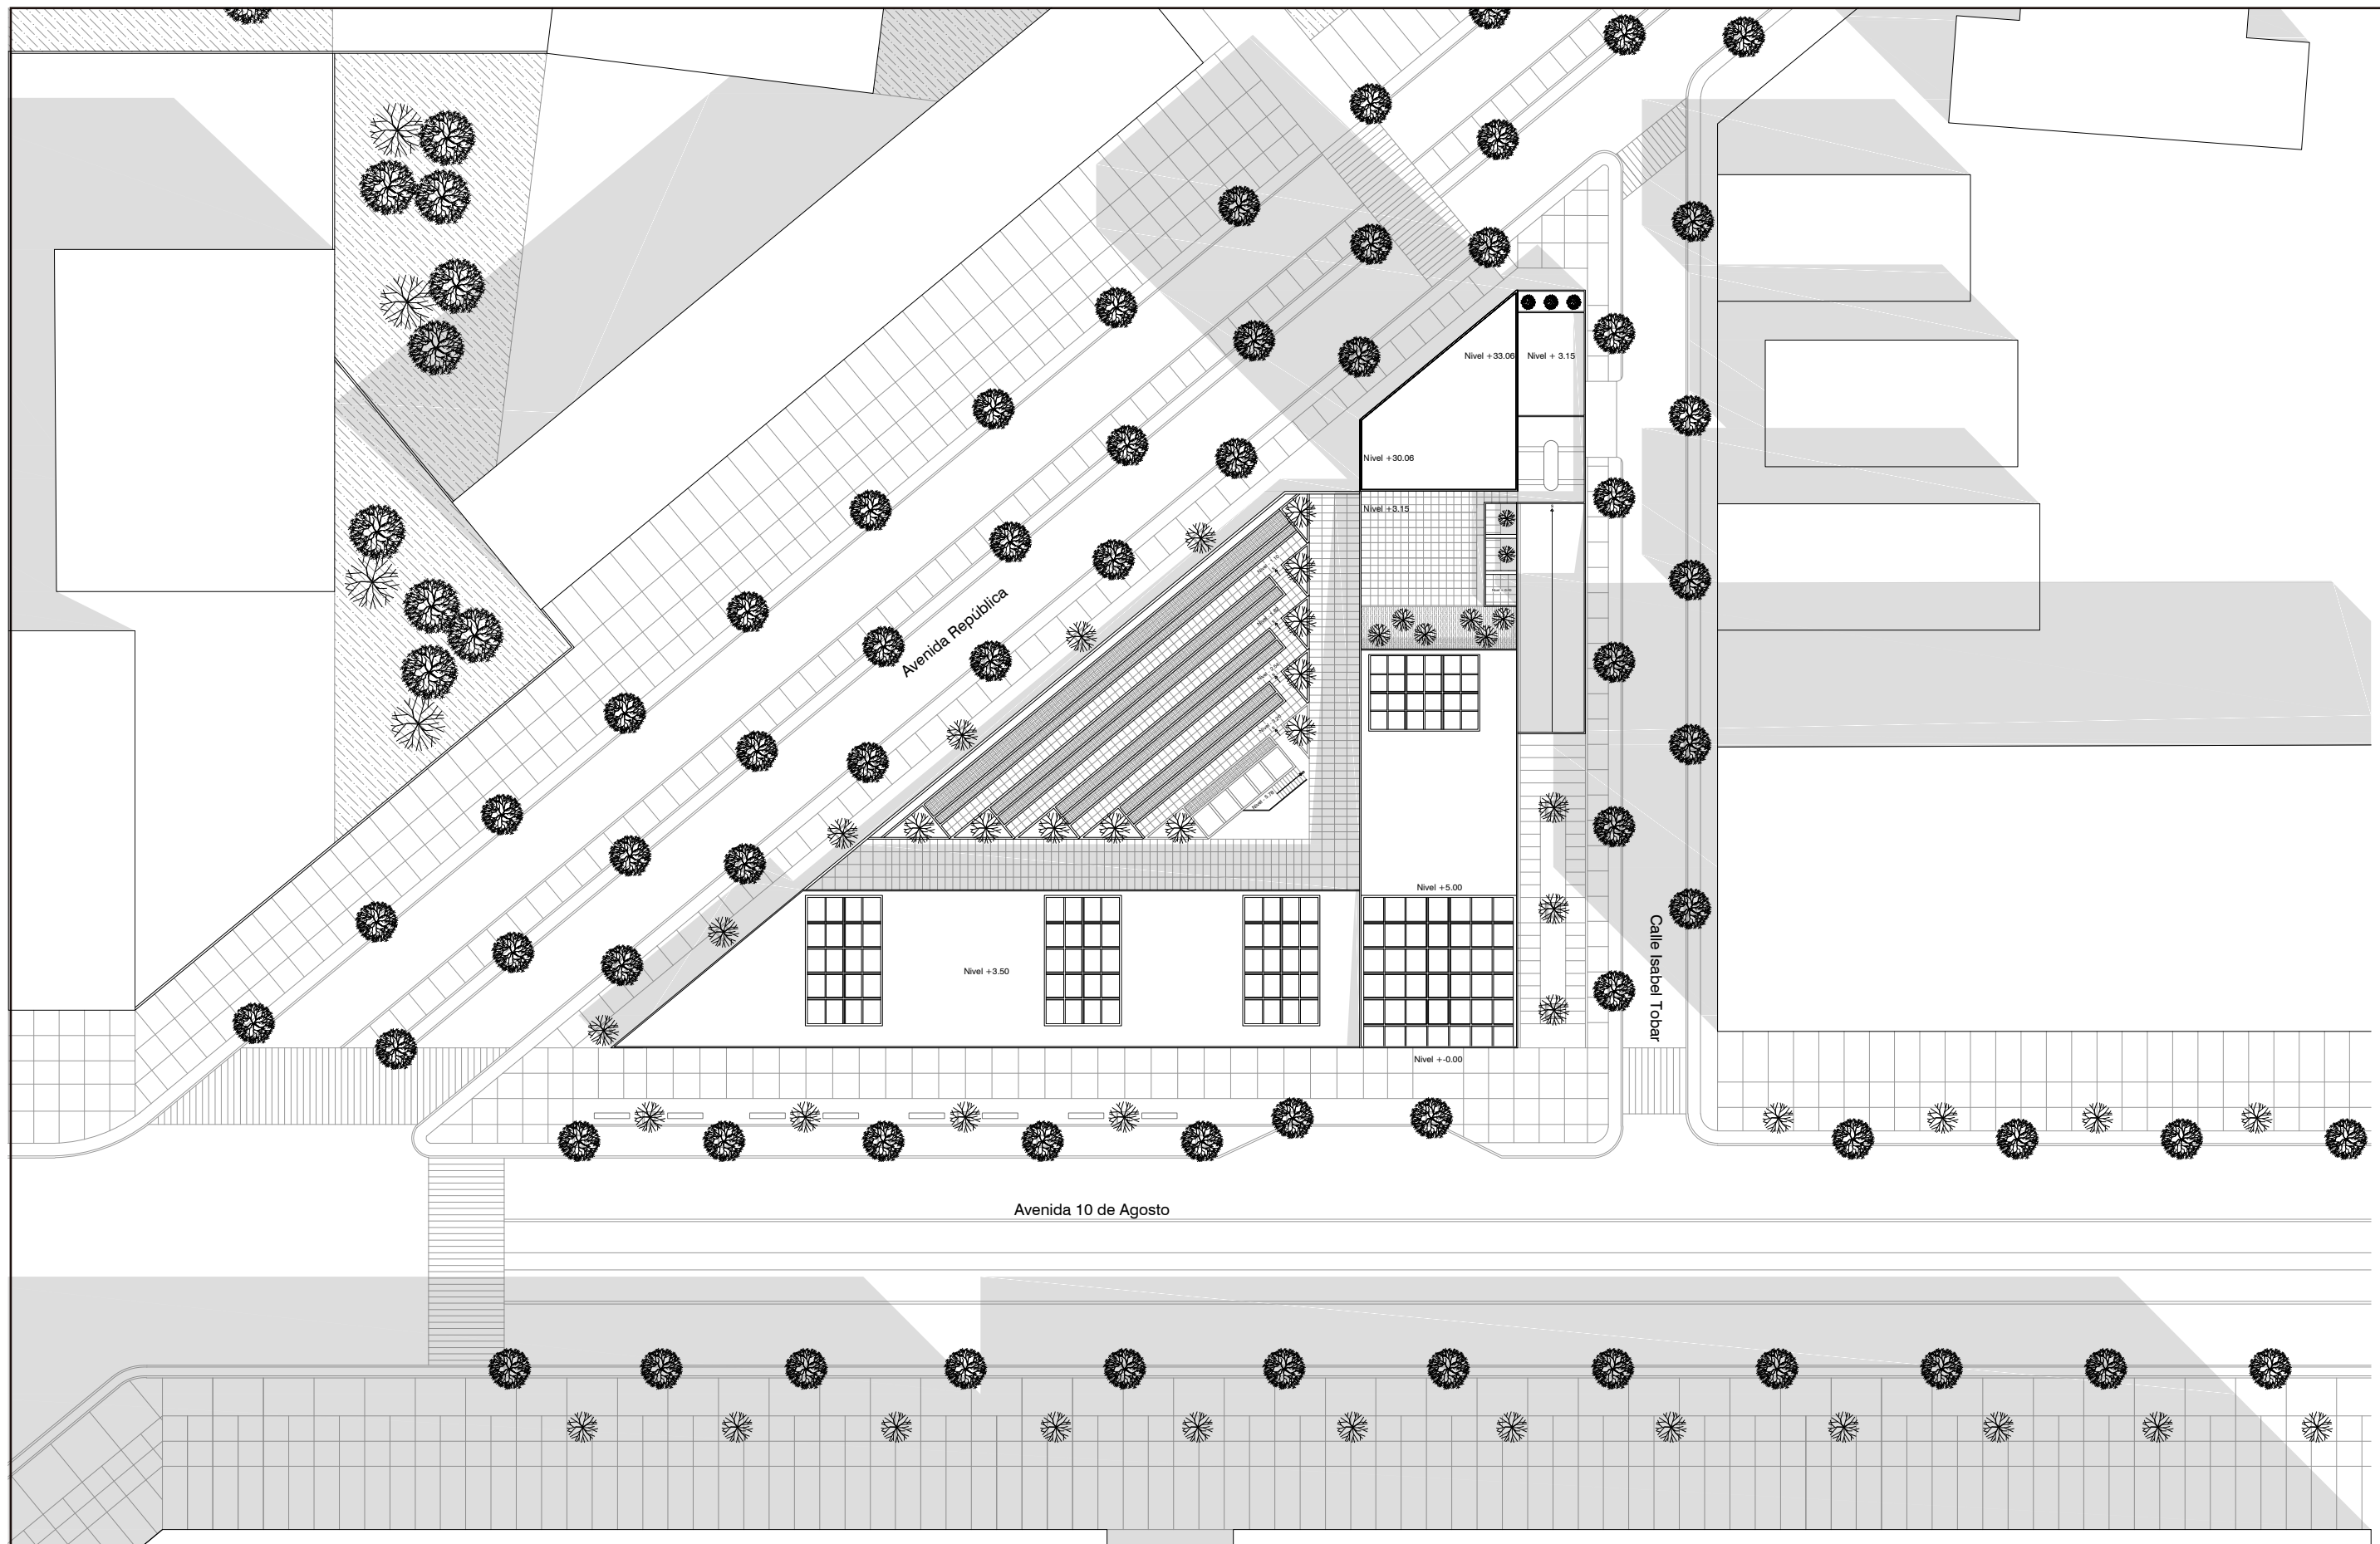 Nivel +33.06
Nivel + 3.15
Nivel +30.06
Nivel +3.15
Avenida República
Nivel +5.00
Calle Isabel Tobar
Nivel +3.50
Nivel +-0.00
Avenida 10 de Agosto